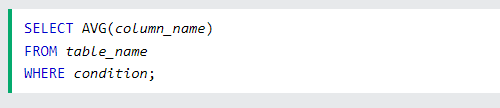 SELECT AVG(column_name)
FROM table_name
WHERE condition;